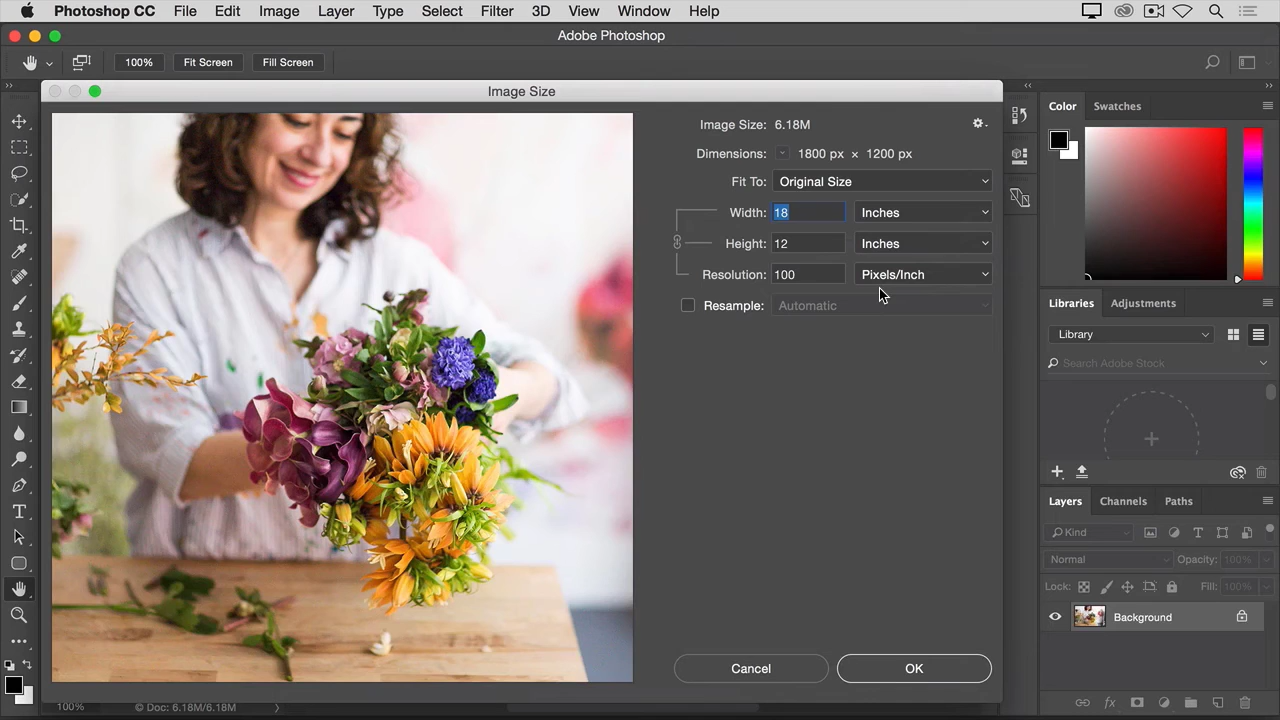 Photoshop CC File Edit Image Layer Type Select Filter 3D View Window Help
Adobe Photoshop
100% Fit Screen Fill Screen
Image Size
Image Size: 6.18M
Dimensions: 1800 px × 1200 px
Fit To: Original Size
Width: 18 Inches
Height: 12 Inches
Resolution: 100 Pixels/Inch
Resample: Automatic
Cancel OK
100% Doc: 6.18M/6.18M
Color Swatches
Libraries Adjustments
Library
Search Adobe Stock
Layers Channels Paths
Kind
Normal Opacity: 100%
Lock: Fill: 100%
Background